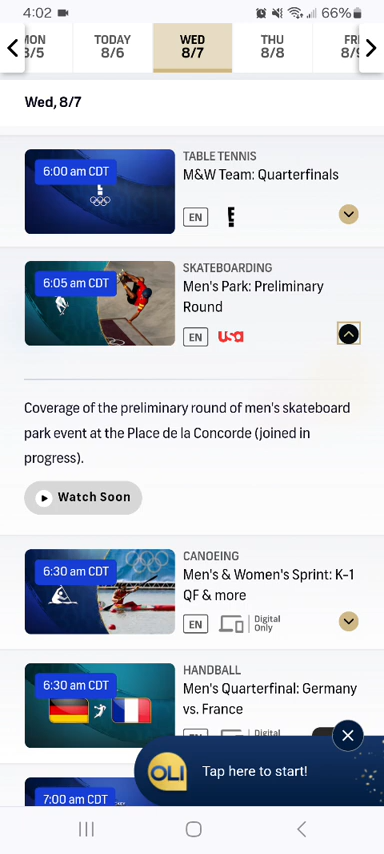 4:02
66%
MON
8/5
TODAY
8/6
WED
8/7
THU
8/8
FRI
8/9
Wed, 8/7
6:00 am CDT
TABLE TENNIS
M&W Team: Quarterfinals
EN
E!
6:05 am CDT
SKATEBOARDING
Men's Park: Preliminary
Round
EN
usa
Coverage of the preliminary round of men's skateboard
park event at the Place de la Concorde (joined in
progress).
Watch Soon
6:30 am CDT
CANOEING
Men's & Women's Sprint: K-1
QF & more
EN
Digital
Only
6:30 am CDT
HANDBALL
Men's Quarterfinal: Germany
vs. France
EN
Digital
OLI
Tap here to start!
7:00 am CDT